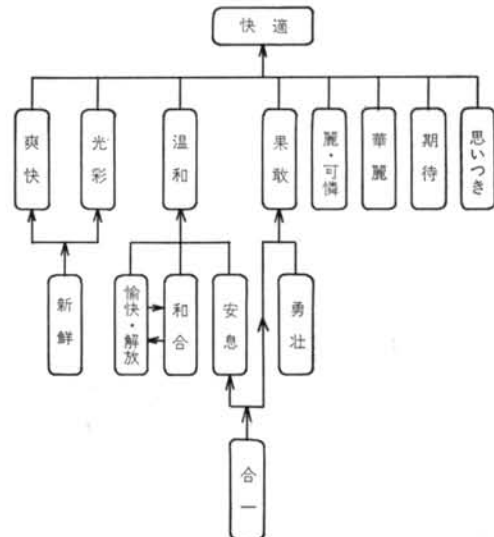 快適
爽快
光彩
温和
果敢
麗・可憐
華麗
期待
思いつき
新鮮
愉快・解放
和合
安息
勇壮
合一